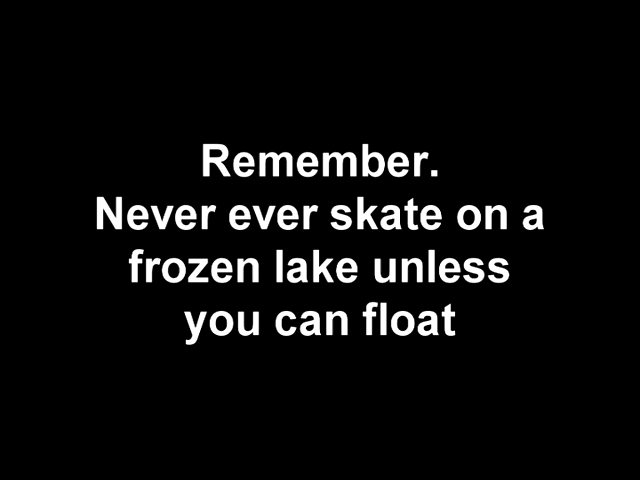 Remember.
Never ever skate on a
frozen lake unless
you can float